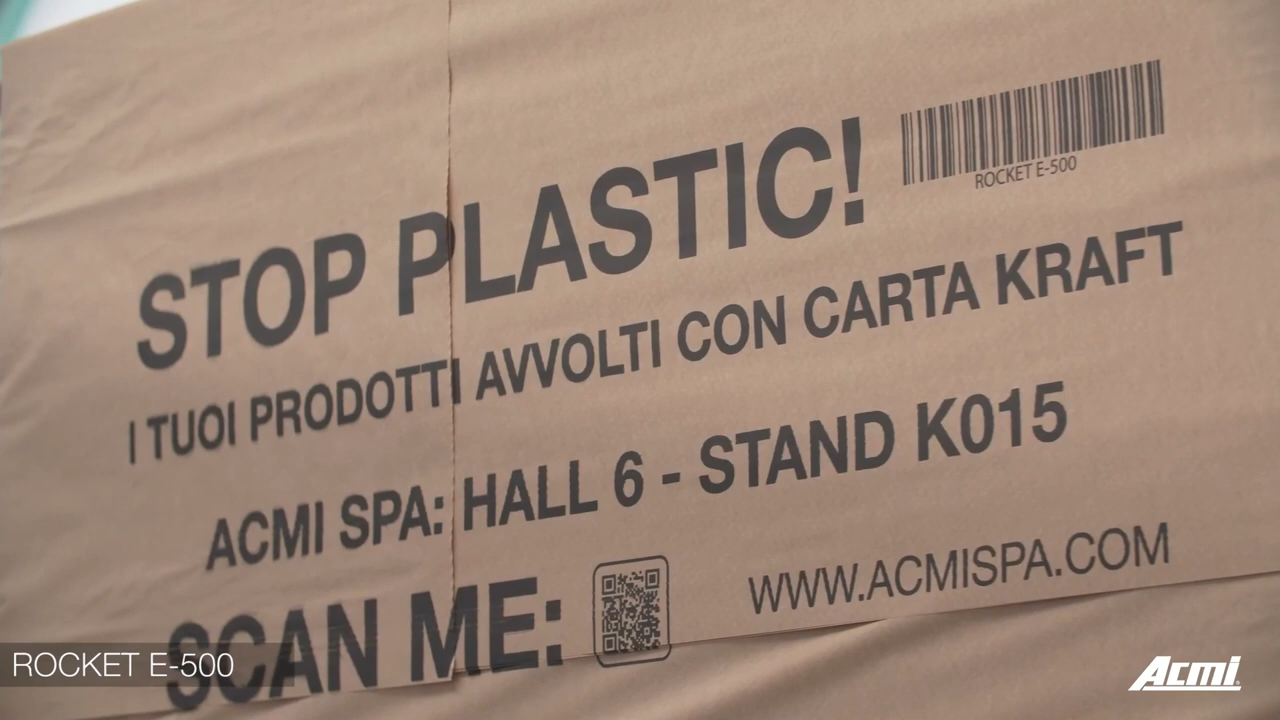 STOP PLASTIC!
ROCKET E-500
I TUOI PRODOTTI AVVOLTI CON CARTA KRAFT
ACMI SPA: HALL 6 - STAND K015
SCAN ME:
WWW.ACMISPA.COM
ROCKET E-500
Acmi